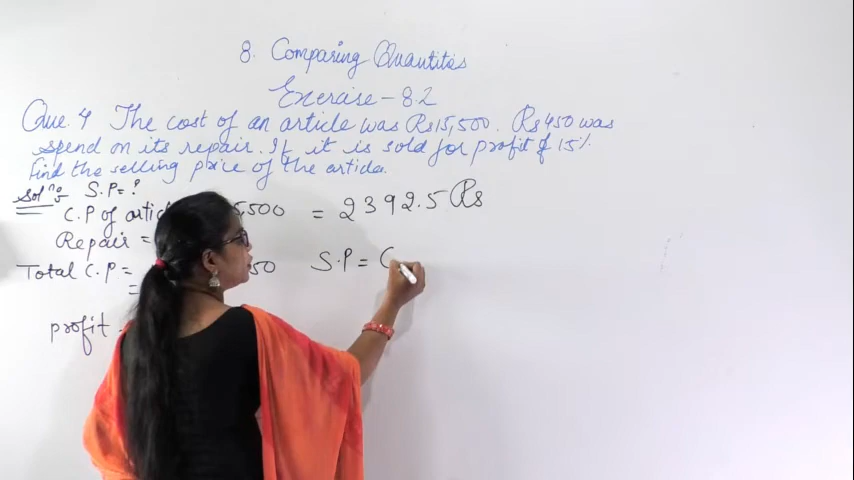 8. Comparing Quantities
Exercise-8.2
Que.4 The cost of an article was Rs15,500. Rs450 was
spend on its repair. If it is sold for profit of 15%
find the selling price of the article.
Solⁿ:- S.P=?
C.P of 5,500 = 2392.5 Rs
Repair =
Total C.P = 50 S.P = C
=
profit